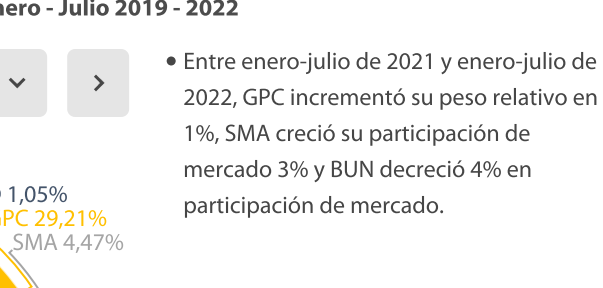 nero - Julio 2019 - 2022
• Entre enero-julio de 2021 y enero-julio de
2022, GPC incrementó su peso relativo en
1%, SMA creció su participación de
mercado 3% y BUN decreció 4% en
participación de mercado.
1,05%
GPC 29,21%
SMA 4,47%